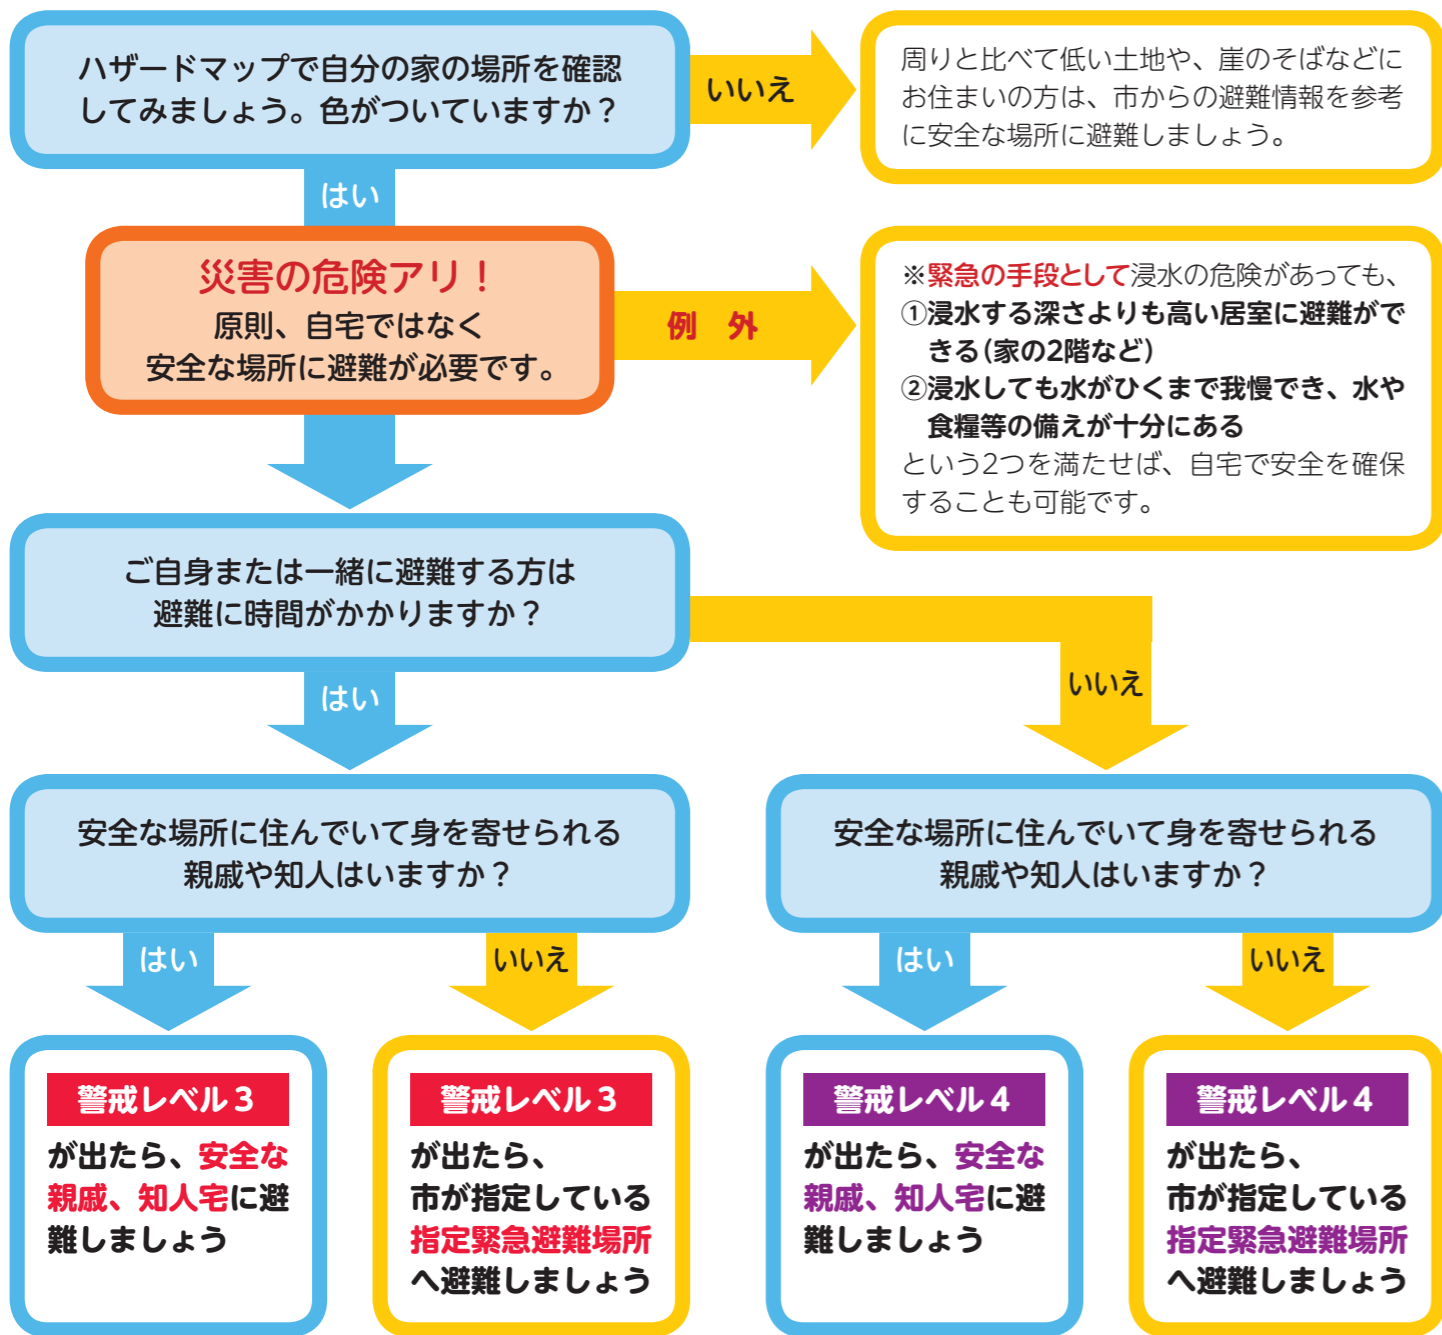 ハザードマップで自分の家の場所を確認
してみましょう。色がついていますか？
いいえ
周りと比べて低い土地や、崖のそばなどに
お住まいの方は、市からの避難情報を参考
に安全な場所に避難しましょう。
はい
災害の危険アリ！
原則、自宅ではなく
安全な場所に避難が必要です。
例　外
※緊急の手段として浸水の危険があっても、
①浸水する深さよりも高い居室に避難がで
きる（家の2階など）
②浸水しても水がひくまで我慢でき、水や
食糧等の備えが十分にある
という2つを満たせば、自宅で安全を確保
することも可能です。
ご自身または一緒に避難する方は
避難に時間がかかりますか？
はい
いいえ
安全な場所に住んでいて身を寄せられる
親戚や知人はいますか？
安全な場所に住んでいて身を寄せられる
親戚や知人はいますか？
はい
いいえ
はい
いいえ
警戒レベル３
が出たら、安全な
親戚、知人宅に避
難しましょう
警戒レベル３
が出たら、
市が指定している
指定緊急避難場所
へ避難しましょう
警戒レベル４
が出たら、安全な
親戚、知人宅に避
難しましょう
警戒レベル４
が出たら、
市が指定している
指定緊急避難場所
へ避難しましょう